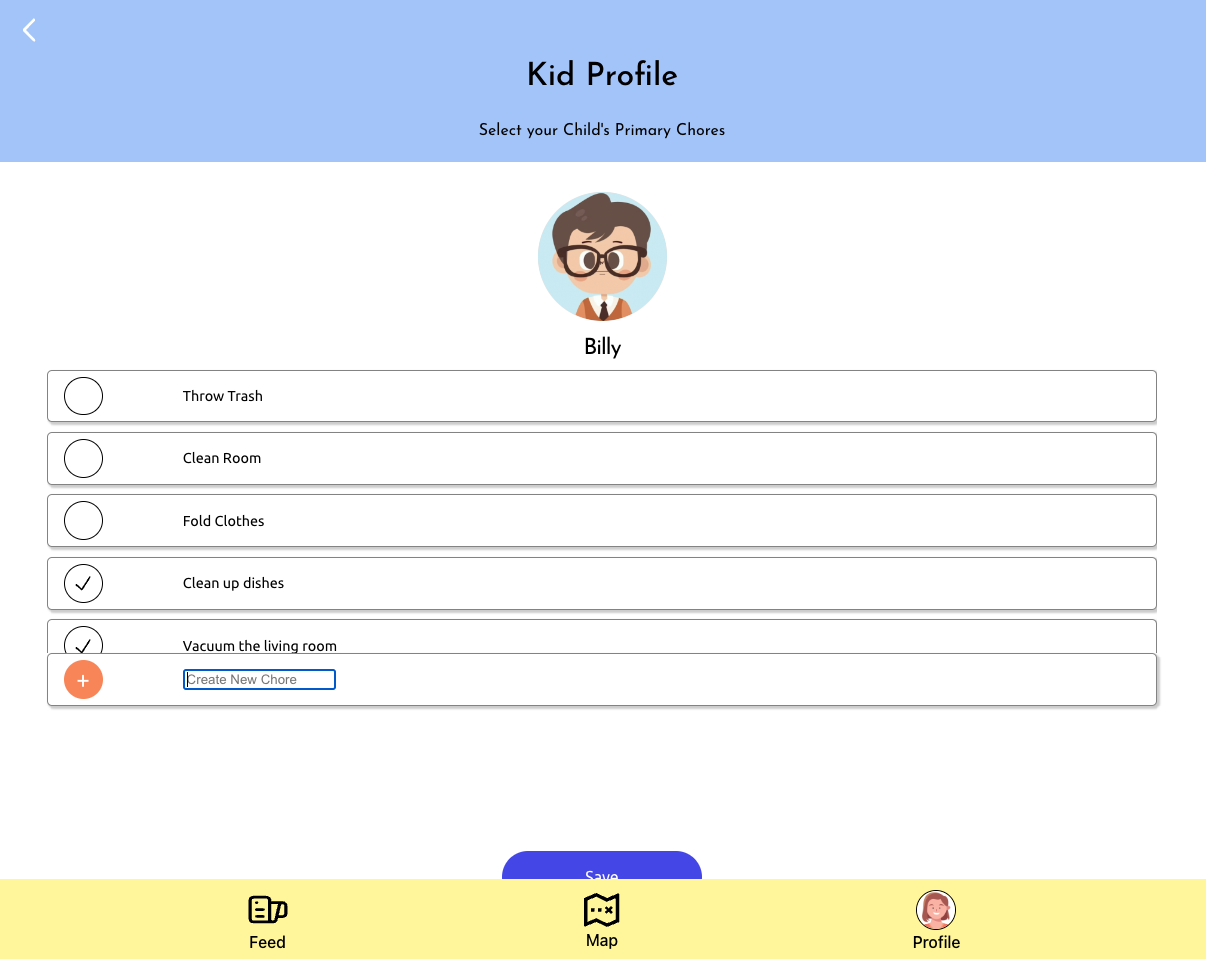 Kid Profile
Select your Child's Primary Chores
Billy
Throw Trash
Clean Room
Fold Clothes
Clean up dishes
Vacuum the living room
Create New Chore
Save
Feed
Map
Profile